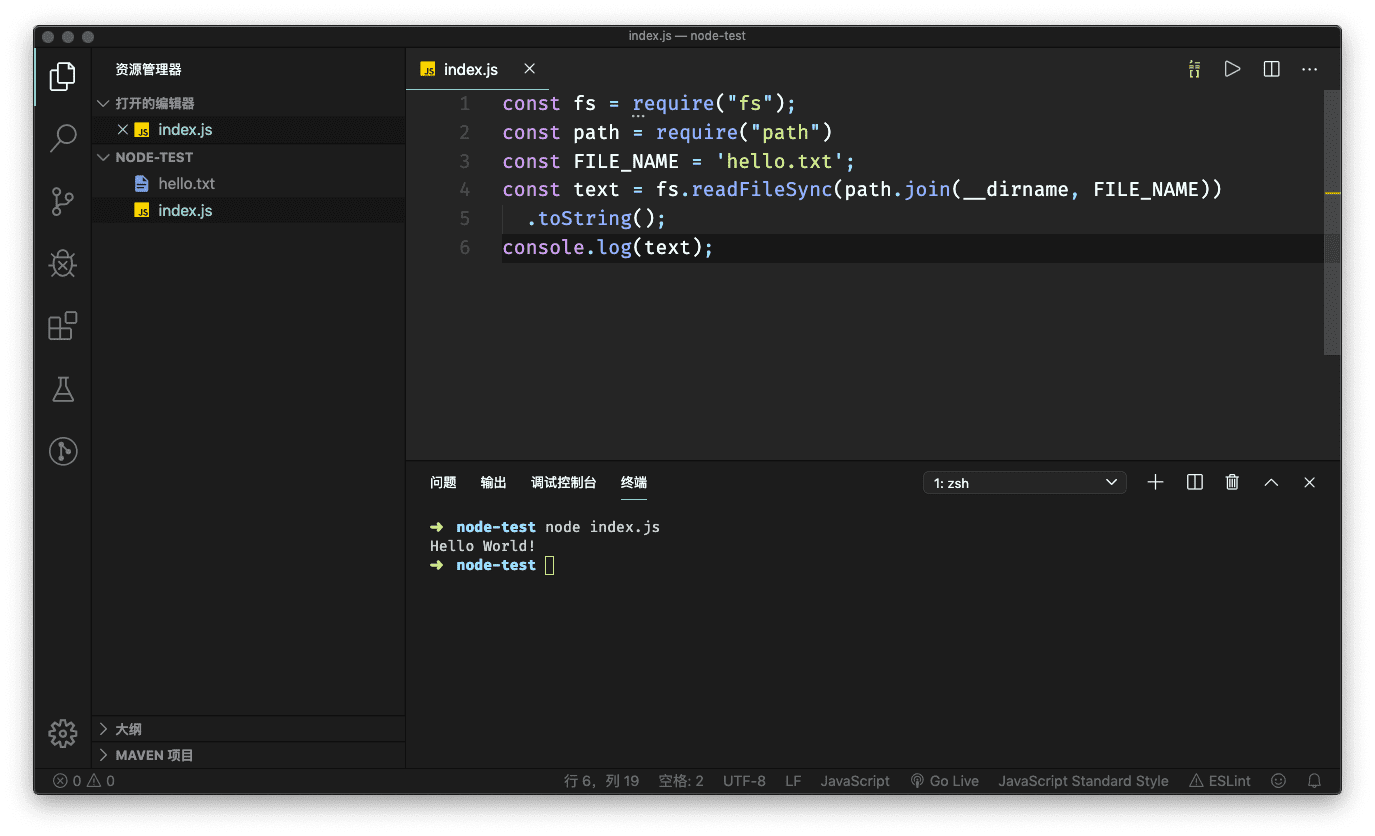 index.js — node-test
资源管理器
打开的编辑器
JS index.js
NODE-TEST
hello.txt
JS index.js
大纲
MAVEN 项目
JS index.js
1 const fs = require("fs");
2 const path = require("path")
3 const FILE_NAME = 'hello.txt';
4 const text = fs.readFileSync(path.join(__dirname, FILE_NAME))
5 .toString();
6 console.log(text);
问题 输出 调试控制台 终端 1: zsh
➜ node-test node index.js
Hello World!
➜ node-test
0 0 行 6，列 19 空格: 2 UTF-8 LF JavaScript Go Live JavaScript Standard Style ESLint